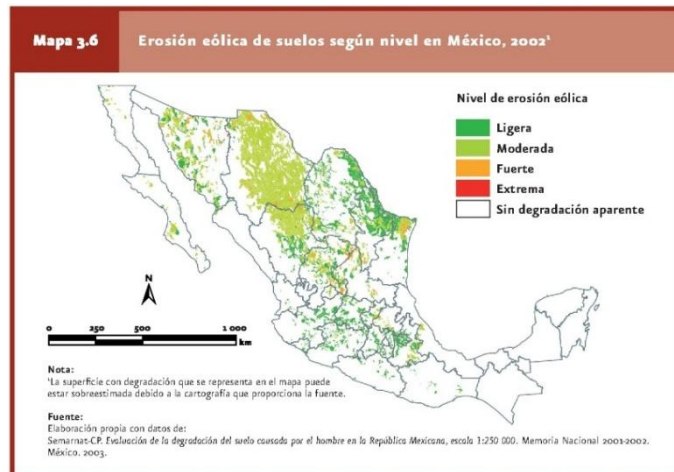 Mapa 3.6
Erosión eólica de suelos según nivel en México, 2002¹
Nivel de erosión eólica
Ligera
Moderada
Fuerte
Extrema
Sin degradación aparente
N
0 250 500 1 000
km
Nota:
¹La superficie con degradación que se representa en el mapa puede
estar sobreestimada debido a la cartografía que proporciona la fuente.
Fuente:
Elaboración propia con datos de:
Semarnat-CP. Evaluación de la degradación del suelo causada por el hombre en la República Mexicana, escala 1:250 000. Memoria Nacional 2001-2002.
México. 2003.